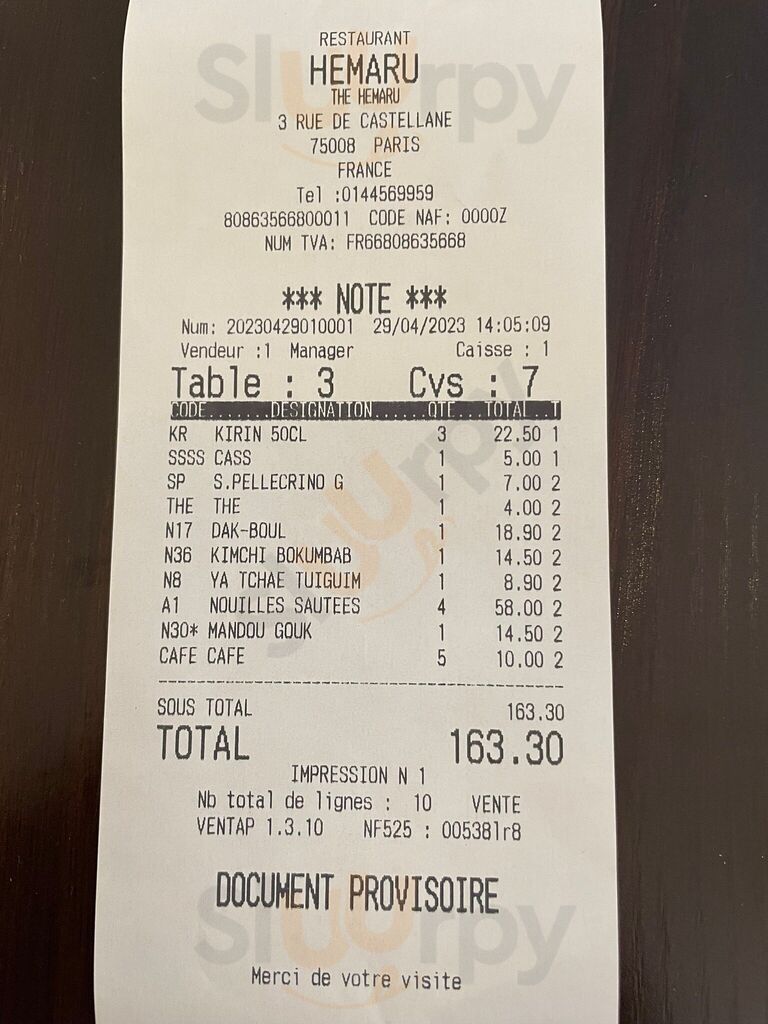 RESTAURANT
HEMARU
THE HEMARU
3 RUE DE CASTELLANE
75008 PARIS
FRANCE
Tel :0144569959
80863566800011 CODE NAF: 0000Z
NUM TVA: FR66808635668
*** NOTE ***
Num: 20230429010001 29/04/2023 14:05:09
Vendeur :1 Manager Caisse : 1
Table : 3 Cvs : 7
CODE......DESIGNATION.......QTE...TOTAL..T
KR KIRIN 50CL 3 22.50 1
SSSS CASS 1 5.00 1
SP S.PELLECRINO G 1 7.00 2
THE THE 1 4.00 2
N17 DAK-BOUL 1 18.90 2
N36 KIMCHI BOKUMBAB 1 14.50 2
N8 YA TCHAE TUIGUIM 1 8.90 2
A1 NOUILLES SAUTEES 4 58.00 2
N30* MANDOU GOUK 1 14.50 2
CAFE CAFE 5 10.00 2
SOUS TOTAL 163.30
TOTAL 163.30
IMPRESSION N 1
Nb total de lignes : 10 VENTE
VENTAP 1.3.10 NF525 : 00538lr8
DOCUMENT PROVISOIRE
Merci de votre visite
Sluurpy
Sluurpy
Sluurpy